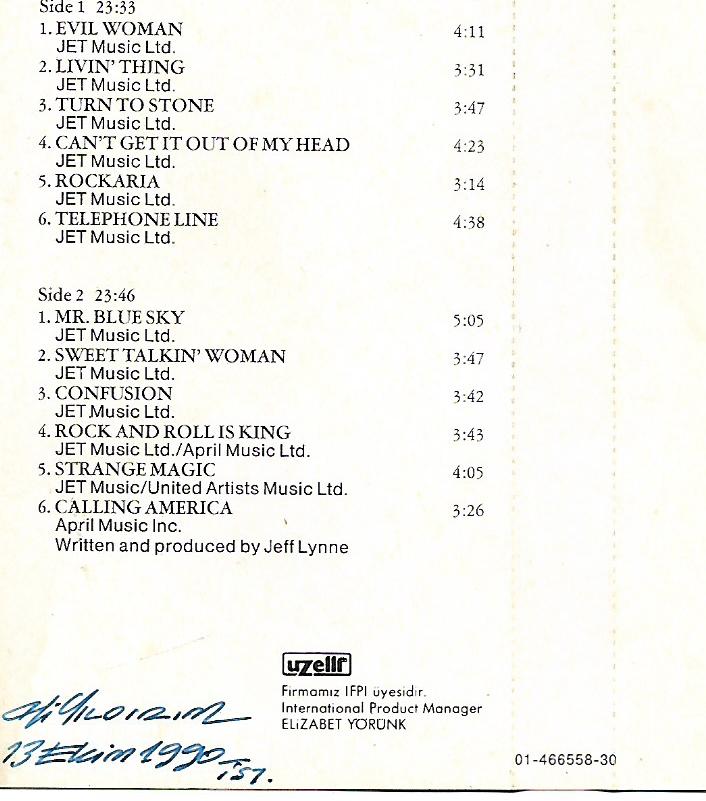 Side 1 23:33
1. EVIL WOMAN 4:11
JET Music Ltd.
2. LIVIN' THING 3:31
JET Music Ltd.
3. TURN TO STONE 3:47
JET Music Ltd.
4. CAN'T GET IT OUT OF MY HEAD 4:23
JET Music Ltd.
5. ROCKARIA 3:14
JET Music Ltd.
6. TELEPHONE LINE 4:38
JET Music Ltd.
Side 2 23:46
1. MR. BLUE SKY 5:05
JET Music Ltd.
2. SWEET TALKIN' WOMAN 3:47
JET Music Ltd.
3. CONFUSION 3:42
JET Music Ltd.
4. ROCK AND ROLL IS KING 3:43
JET Music Ltd./April Music Ltd.
5. STRANGE MAGIC 4:05
JET Music/United Artists Music Ltd.
6. CALLING AMERICA 3:26
April Music Inc.
Written and produced by Jeff Lynne
uzellr
Firmamız IFPI üyesidir.
International Product Manager
ELiZABET YÖRÜNK
13 Ekim 1990 İST.
01-466558-30